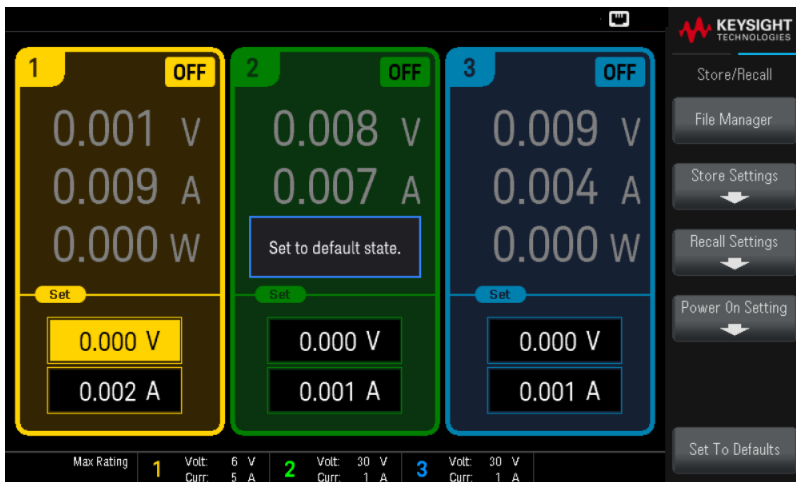 KEYSIGHT
TECHNOLOGIES
Store/Recall
File Manager
Store Settings
Recall Settings
Power On Setting
Set To Defaults
1 OFF
0.001 V
0.009 A
0.000 W
Set
0.000 V
0.002 A
2 OFF
0.008 V
0.007 A
Set to default state.
Set
0.000 V
0.001 A
3 OFF
0.009 V
0.004 A
0.000 W
Set
0.000 V
0.001 A
Max Rating
1 Volt: 6 V
Curr: 5 A
2 Volt: 30 V
Curr: 1 A
3 Volt: 30 V
Curr: 1 A